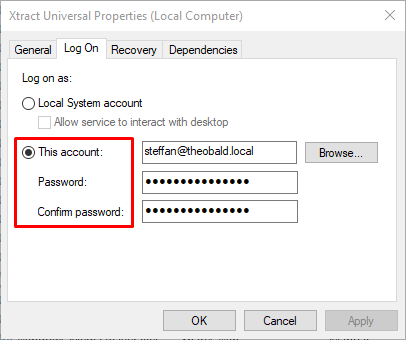 Xtract Universal Properties (Local Computer)
General Log On Recovery Dependencies
Log on as:
Local System account
Allow service to interact with desktop
This account: steffan@theobald.local Browse...
Password: •••••••••••••••
Confirm password: •••••••••••••••
OK Cancel Apply